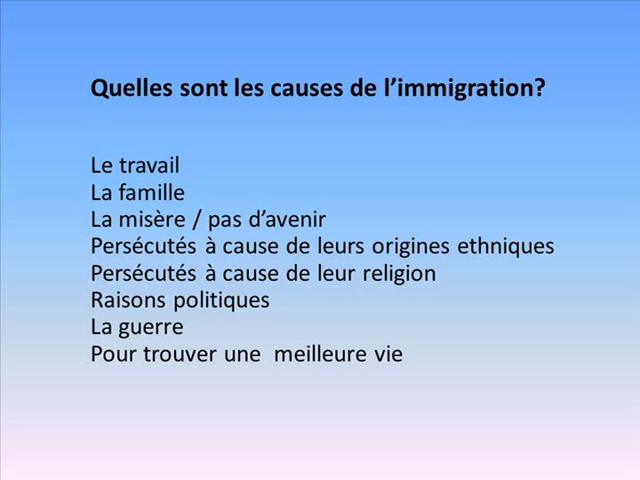 Quelles sont les causes de l’immigration?
Le travail
La famille
La misère / pas d’avenir
Persécutés à cause de leurs origines ethniques
Persécutés à cause de leur religion
Raisons politiques
La guerre
Pour trouver une  meilleure vie